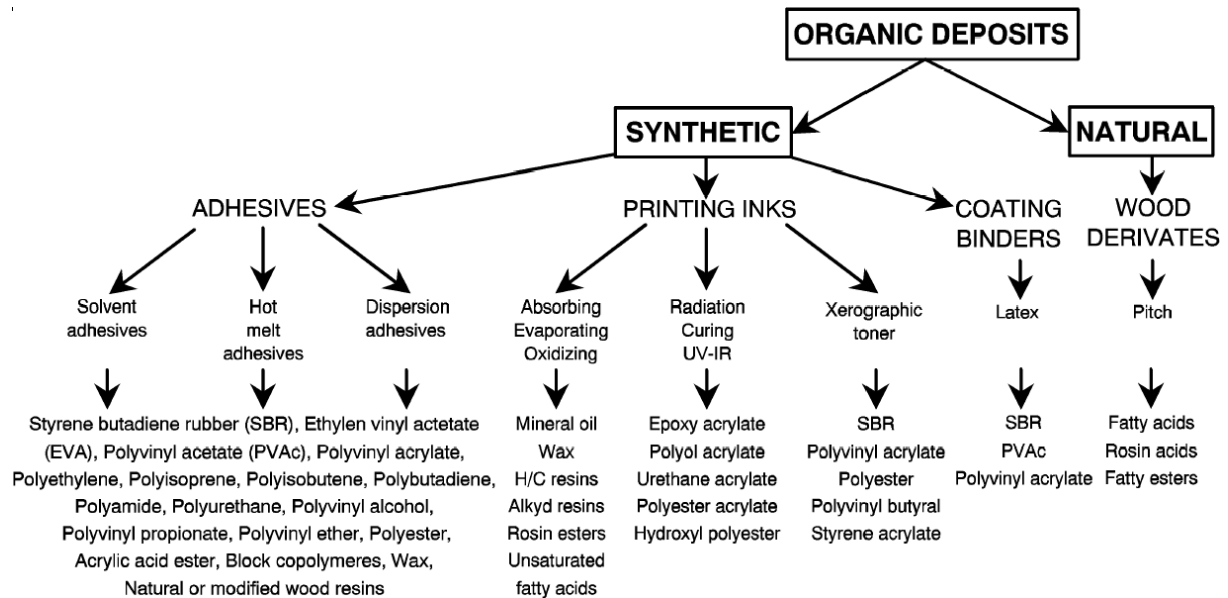 ORGANIC DEPOSITS
SYNTHETIC
NATURAL
ADHESIVES
PRINTING INKS
COATING
BINDERS
WOOD
DERIVATES
Solvent
adhesives
Hot
melt
adhesives
Dispersion
adhesives
Absorbing
Evaporating
Oxidizing
Radiation
Curing
UV-IR
Xerographic
toner
Latex
Pitch
Styrene butadiene rubber (SBR), Ethylen vinyl actetate
(EVA), Polyvinyl acetate (PVAc), Polyvinyl acrylate,
Polyethylene, Polyisoprene, Polyisobutene, Polybutadiene,
Polyamide, Polyurethane, Polyvinyl alcohol,
Polyvinyl propionate, Polyvinyl ether, Polyester,
Acrylic acid ester, Block copolymeres, Wax,
Natural or modified wood resins
Mineral oil
Wax
H/C resins
Alkyd resins
Rosin esters
Unsaturated
fatty acids
Epoxy acrylate
Polyol acrylate
Urethane acrylate
Polyester acrylate
Hydroxyl polyester
SBR
Polyvinyl acrylate
Polyester
Polyvinyl butyral
Styrene acrylate
SBR
PVAc
Polyvinyl acrylate
Fatty acids
Rosin acids
Fatty esters